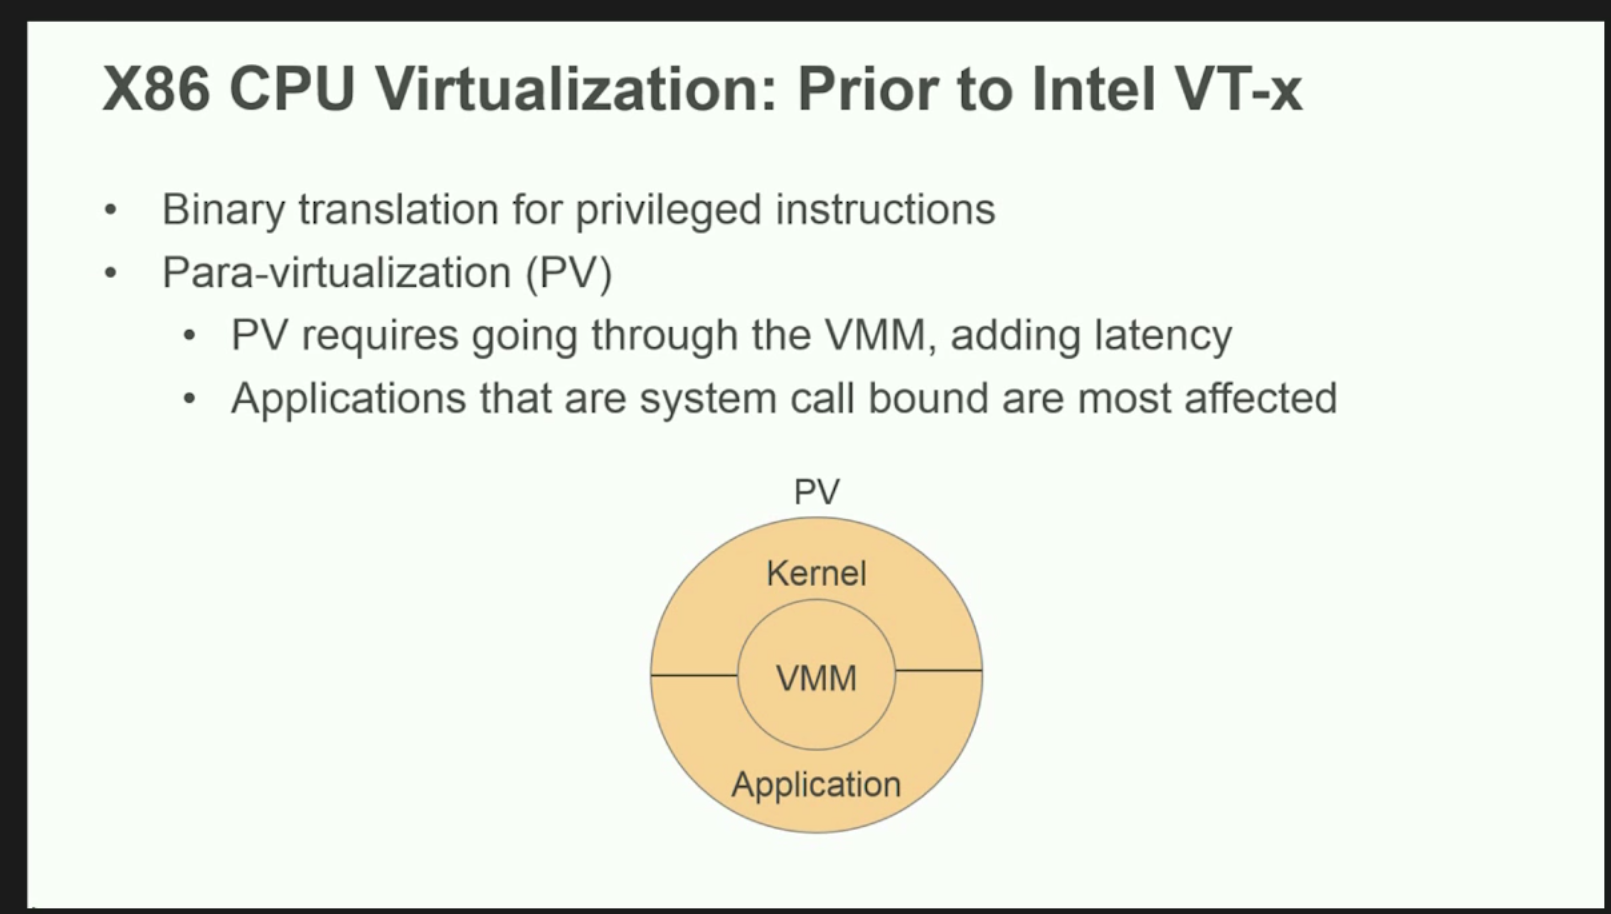 X86 CPU Virtualization: Prior to Intel VT-x
• Binary translation for privileged instructions
• Para-virtualization (PV)
• PV requires going through the VMM, adding latency
• Applications that are system call bound are most affected
PV
Kernel
VMM
Application